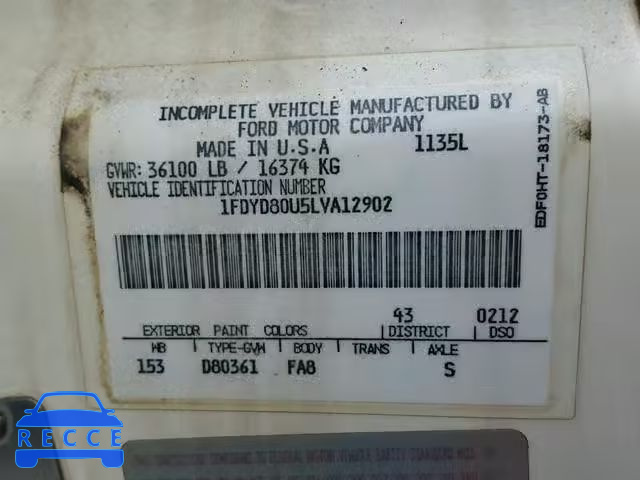 INCOMPLETE VEHICLE MANUFACTURED BY
FORD MOTOR COMPANY
MADE IN U.S.A 1135L
GVWR: 36100 LB / 16374 KG
VEHICLE IDENTIFICATION NUMBER
1FDYD80U5LVA12902
EDF0HT-18173-AB
43 0212
EXTERIOR PAINT COLORS DISTRICT DSO
WB TYPE-GVW BODY TRANS AXLE
153 D80361 FA8 S
RECCE